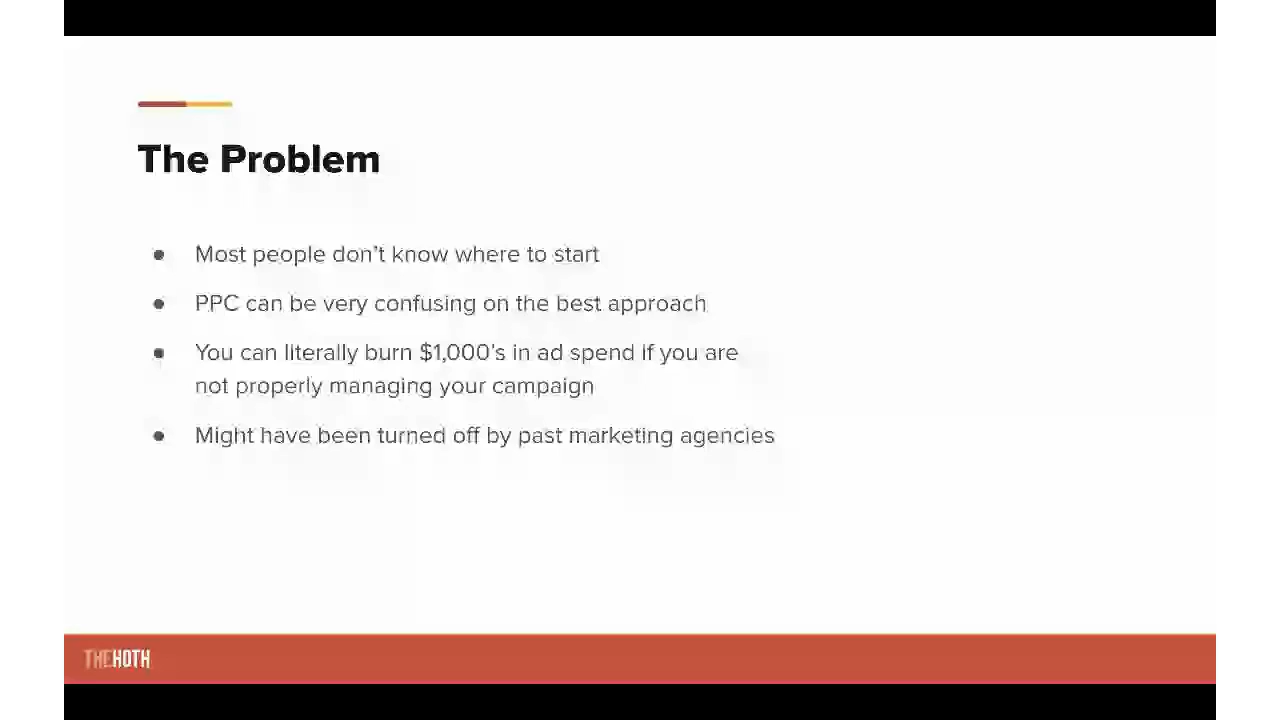 The Problem
● Most people don't know where to start
● PPC can be very confusing on the best approach
● You can literally burn $1,000's in ad spend if you are
not properly managing your campaign
● Might have been turned off by past marketing agencies
THEHOTH